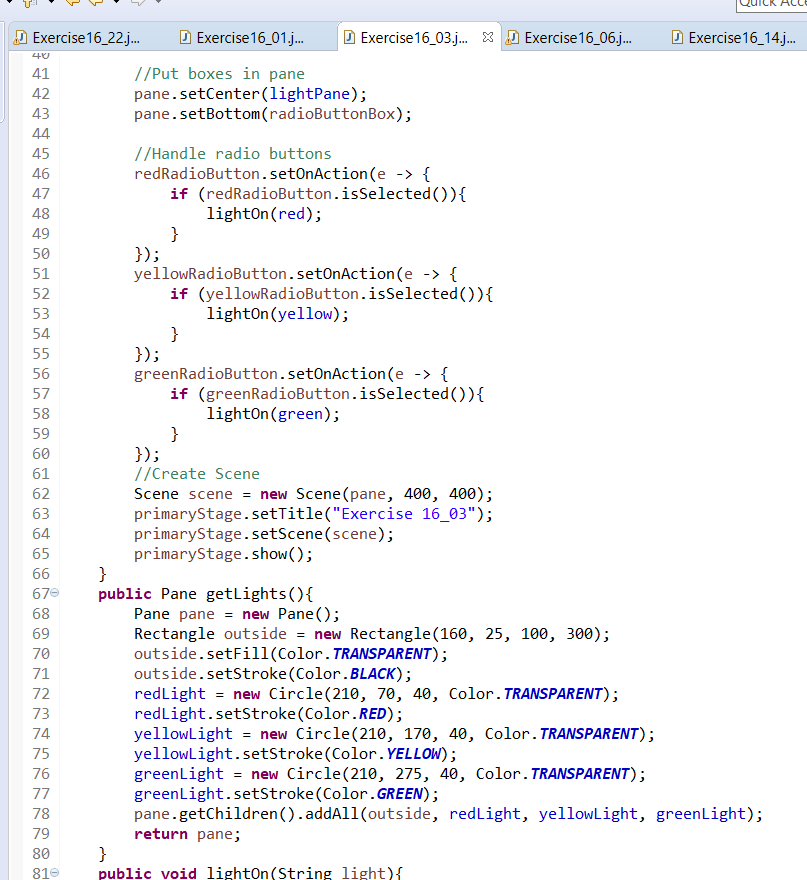 Quick Acce
Exercise16_22.j... Exercise16_01.j... Exercise16_03.j... Exercise16_06.j... Exercise16_14.j...
40
41 //Put boxes in pane
42 pane.setCenter(lightPane);
43 pane.setBottom(radioButtonBox);
44
45 //Handle radio buttons
46 redRadioButton.setOnAction(e -> {
47 if (redRadioButton.isSelected()){
48 lightOn(red);
49 }
50 });
51 yellowRadioButton.setOnAction(e -> {
52 if (yellowRadioButton.isSelected()){
53 lightOn(yellow);
54 }
55 });
56 greenRadioButton.setOnAction(e -> {
57 if (greenRadioButton.isSelected()){
58 lightOn(green);
59 }
60 });
61 //Create Scene
62 Scene scene = new Scene(pane, 400, 400);
63 primaryStage.setTitle("Exercise 16_03");
64 primaryStage.setScene(scene);
65 primaryStage.show();
66 }
67 public Pane getLights(){
68 Pane pane = new Pane();
69 Rectangle outside = new Rectangle(160, 25, 100, 300);
70 outside.setFill(Color.TRANSPARENT);
71 outside.setStroke(Color.BLACK);
72 redLight = new Circle(210, 70, 40, Color.TRANSPARENT);
73 redLight.setStroke(Color.RED);
74 yellowLight = new Circle(210, 170, 40, Color.TRANSPARENT);
75 yellowLight.setStroke(Color.YELLOW);
76 greenLight = new Circle(210, 275, 40, Color.TRANSPARENT);
77 greenLight.setStroke(Color.GREEN);
78 pane.getChildren().addAll(outside, redLight, yellowLight, greenLight);
79 return pane;
80 }
81 public void lightOn(String light){